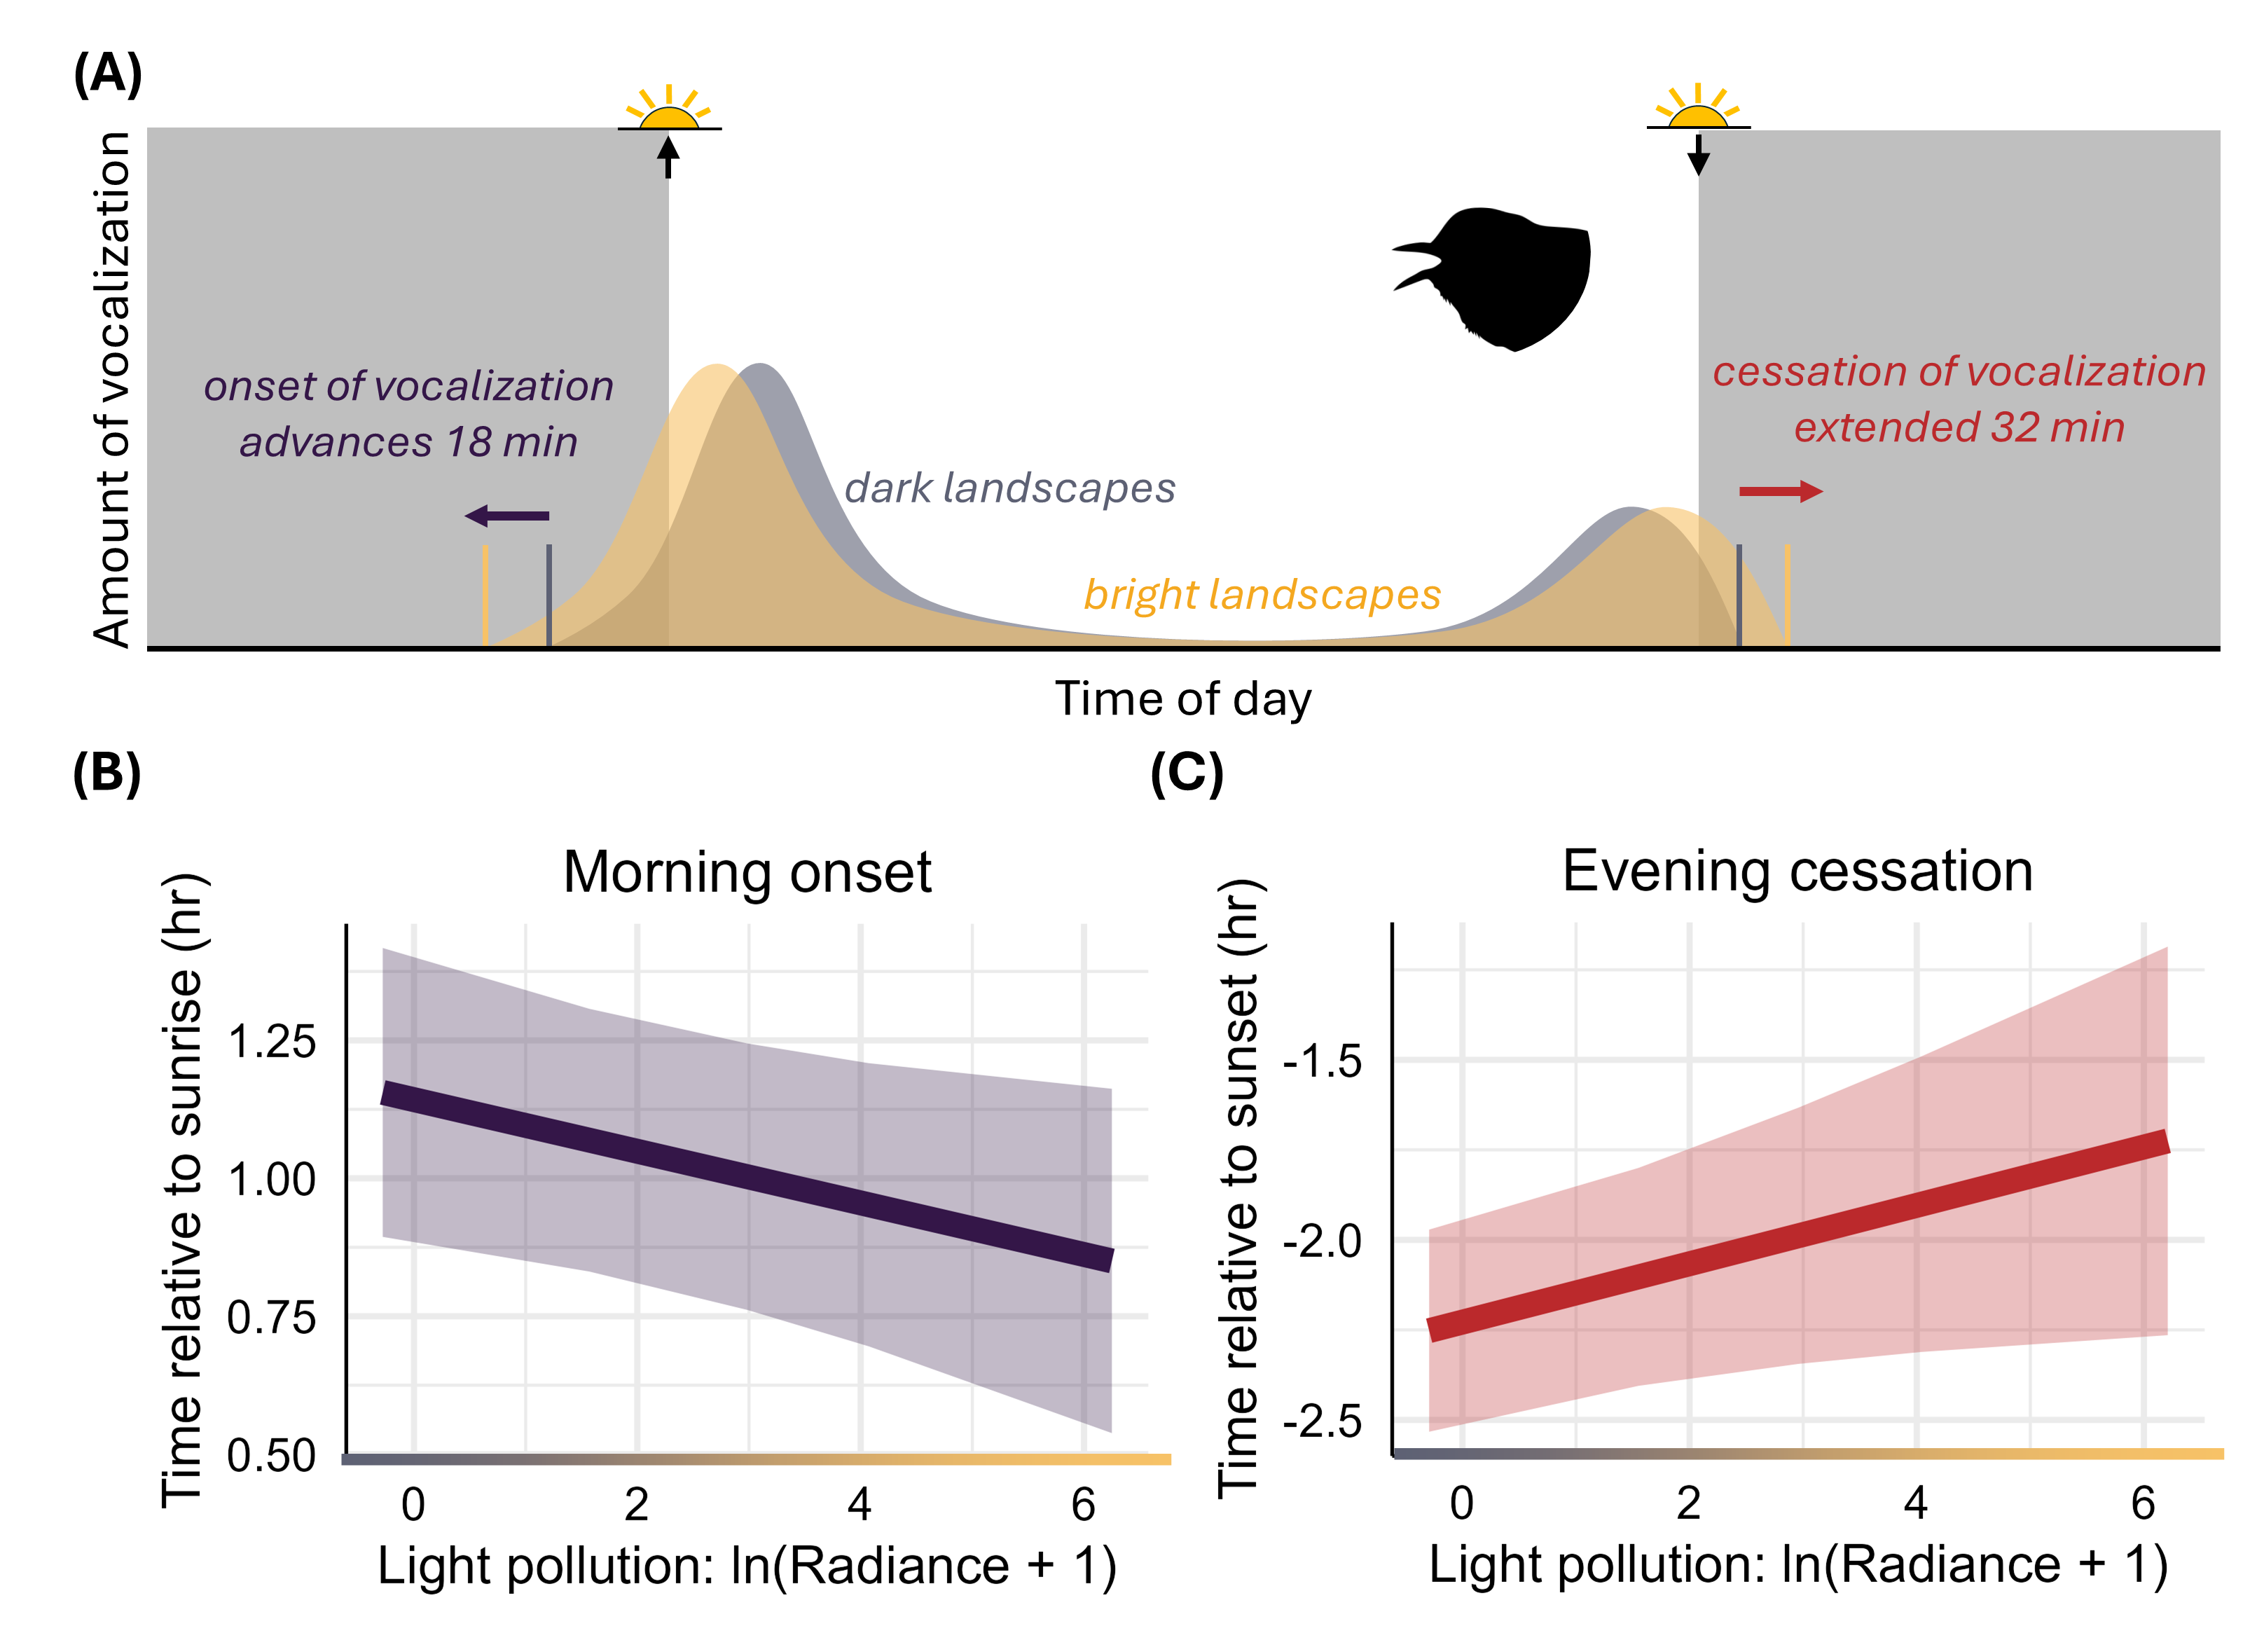 (A)
Amount of vocalization
onset of vocalization
advances 18 min
cessation of vocalization
extended 32 min
dark landscapes
bright landscapes
Time of day
(B)
Morning onset
Time relative to sunrise (hr)
1.25
1.00
0.75
0.50
0 2 4 6
Light pollution: ln(Radiance + 1)
(C)
Evening cessation
Time relative to sunset (hr)
-1.5
-2.0
-2.5
0 2 4 6
Light pollution: ln(Radiance + 1)